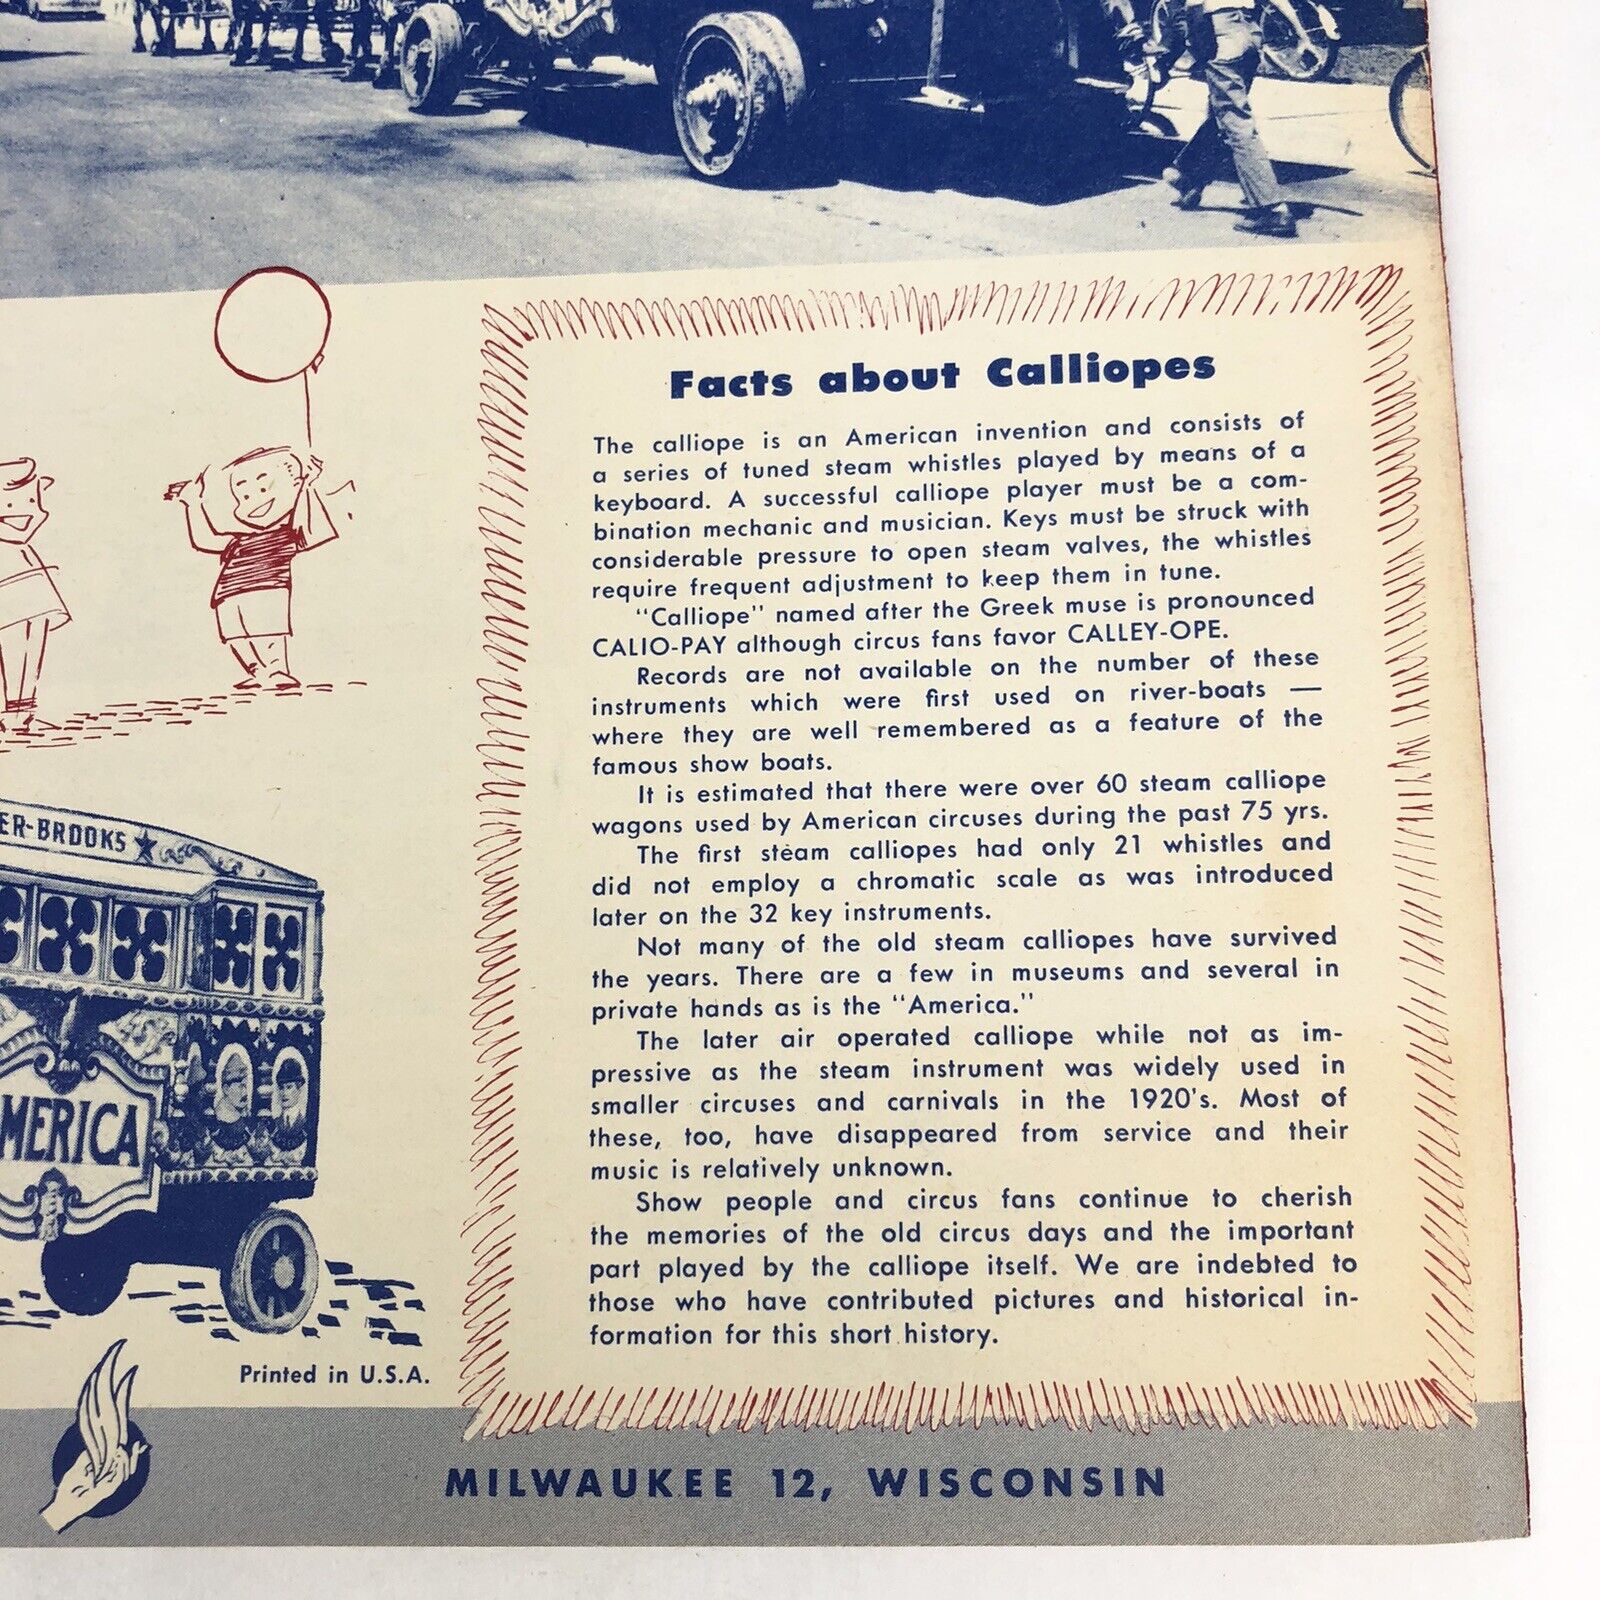 Facts about Calliopes
The calliope is an American invention and consists of
a series of tuned steam whistles played by means of a
keyboard. A successful calliope player must be a com-
bination mechanic and musician. Keys must be struck with
considerable pressure to open steam valves, the whistles
require frequent adjustment to keep them in tune.
"Calliope" named after the Greek muse is pronounced
CALIO-PAY although circus fans favor CALLEY-OPE.
Records are not available on the number of these
instruments which were first used on river-boats —
where they are well remembered as a feature of the
famous show boats.
It is estimated that there were over 60 steam calliope
wagons used by American circuses during the past 75 yrs.
The first steam calliopes had only 21 whistles and
did not employ a chromatic scale as was introduced
later on the 32 key instruments.
Not many of the old steam calliopes have survived
the years. There are a few in museums and several in
private hands as is the "America."
The later air operated calliope while not as im-
pressive as the steam instrument was widely used in
smaller circuses and carnivals in the 1920's. Most of
these, too, have disappeared from service and their
music is relatively unknown.
Show people and circus fans continue to cherish
the memories of the old circus days and the important
part played by the calliope itself. We are indebted to
those who have contributed pictures and historical in-
formation for this short history.
ER-BROOKS
MERICA
Printed in U.S.A.
MILWAUKEE 12, WISCONSIN